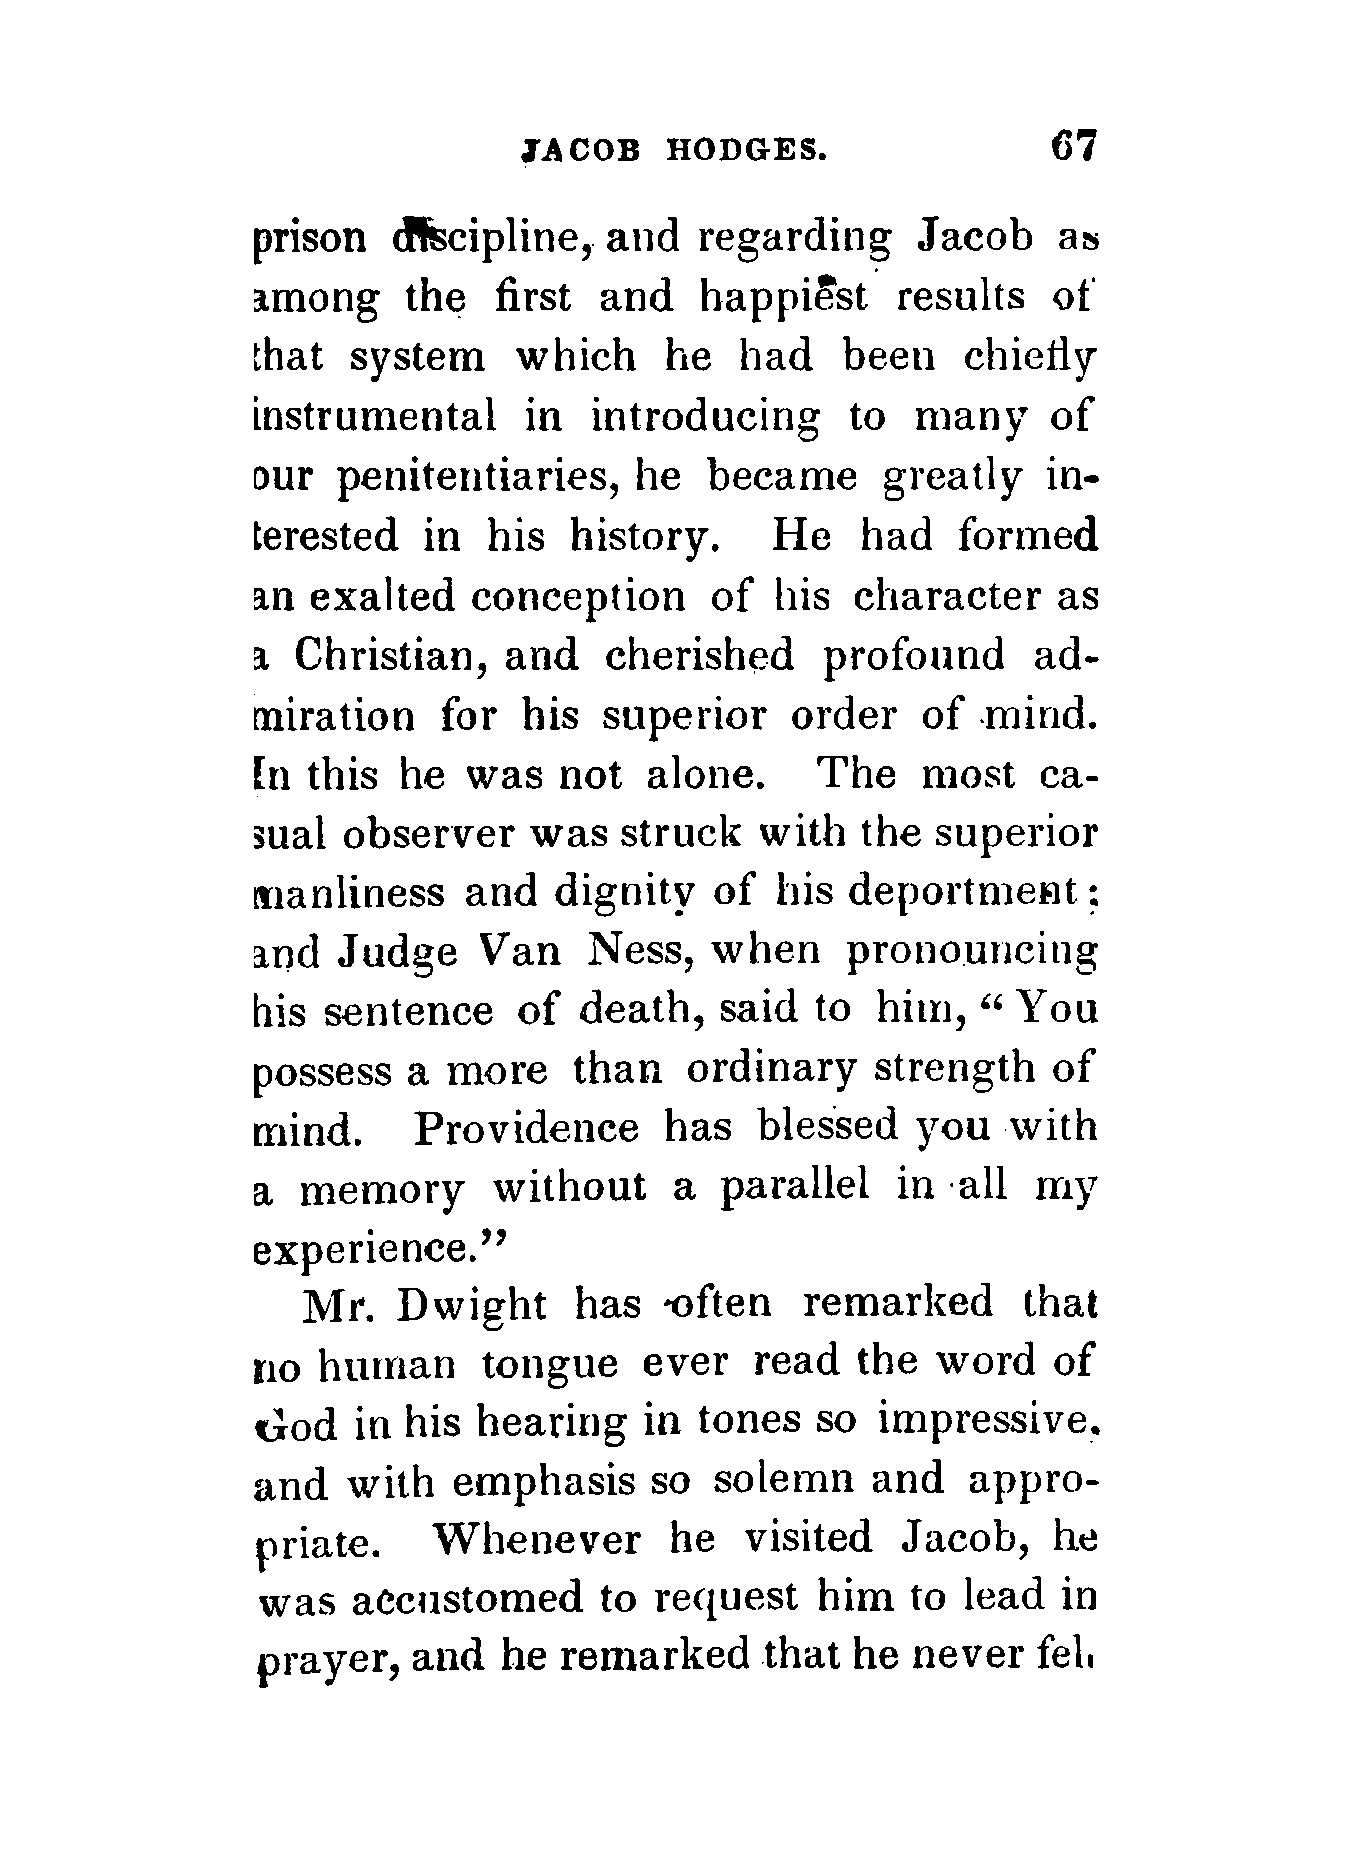 JACOB HODGES. 67
prison discipline, and regarding Jacob as
among the first and happiest results of
that system which he had been chiefly
instrumental in introducing to many of
our penitentiaries, he became greatly in-
terested in his history. He had formed
an exalted conception of his character as
a Christian, and cherished profound ad-
miration for his superior order of mind.
In this he was not alone. The most ca-
sual observer was struck with the superior
manliness and dignity of his deportment;
and Judge Van Ness, when pronouncing
his sentence of death, said to him, “ You
possess a more than ordinary strength of
mind. Providence has blessed you with
a memory without a parallel in all my
experience.”
Mr. Dwight has often remarked that
no human tongue ever read the word of
God in his hearing in tones so impressive,
and with emphasis so solemn and appro-
priate. Whenever he visited Jacob, he
was accustomed to request him to lead in
prayer, and he remarked that he never felt